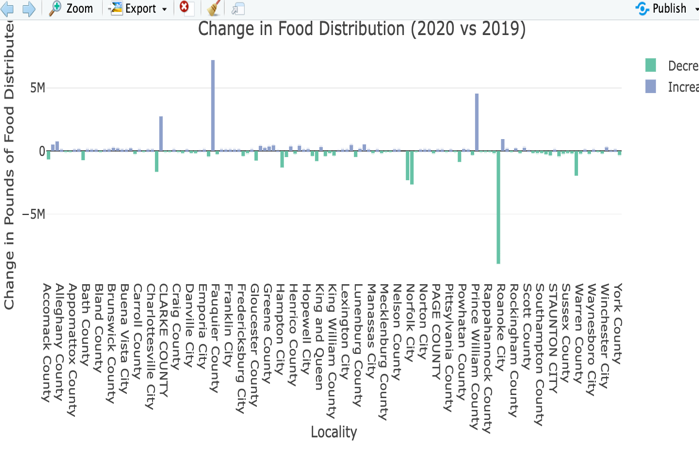 Zoom Export Publish
Change in Food Distribution (2020 vs 2019)
Change in Pounds of Food Distributed
Decre
Increa
5M
0
−5M
Accomack County
Alleghany County
Appomattox County
Bath County
Bland County
Brunswick County
Buena Vista City
Carroll County
Charlottesville City
CLARKE COUNTY
Craig County
Danville City
Emporia City
Fauquier County
Franklin City
Fredericksburg City
Gloucester County
Greene County
Hampton City
Henrico County
Hopewell City
King and Queen
King William County
Lexington City
Lunenburg County
Manassas City
Mecklenburg County
Nelson County
Norfolk City
Norton City
PAGE COUNTY
Pittsylvania County
Powhatan County
Prince William County
Rappahannock County
Roanoke City
Rockingham County
Scott County
Southampton County
STAUNTON CITY
Sussex County
Warren County
Waynesboro City
Winchester City
York County
Locality